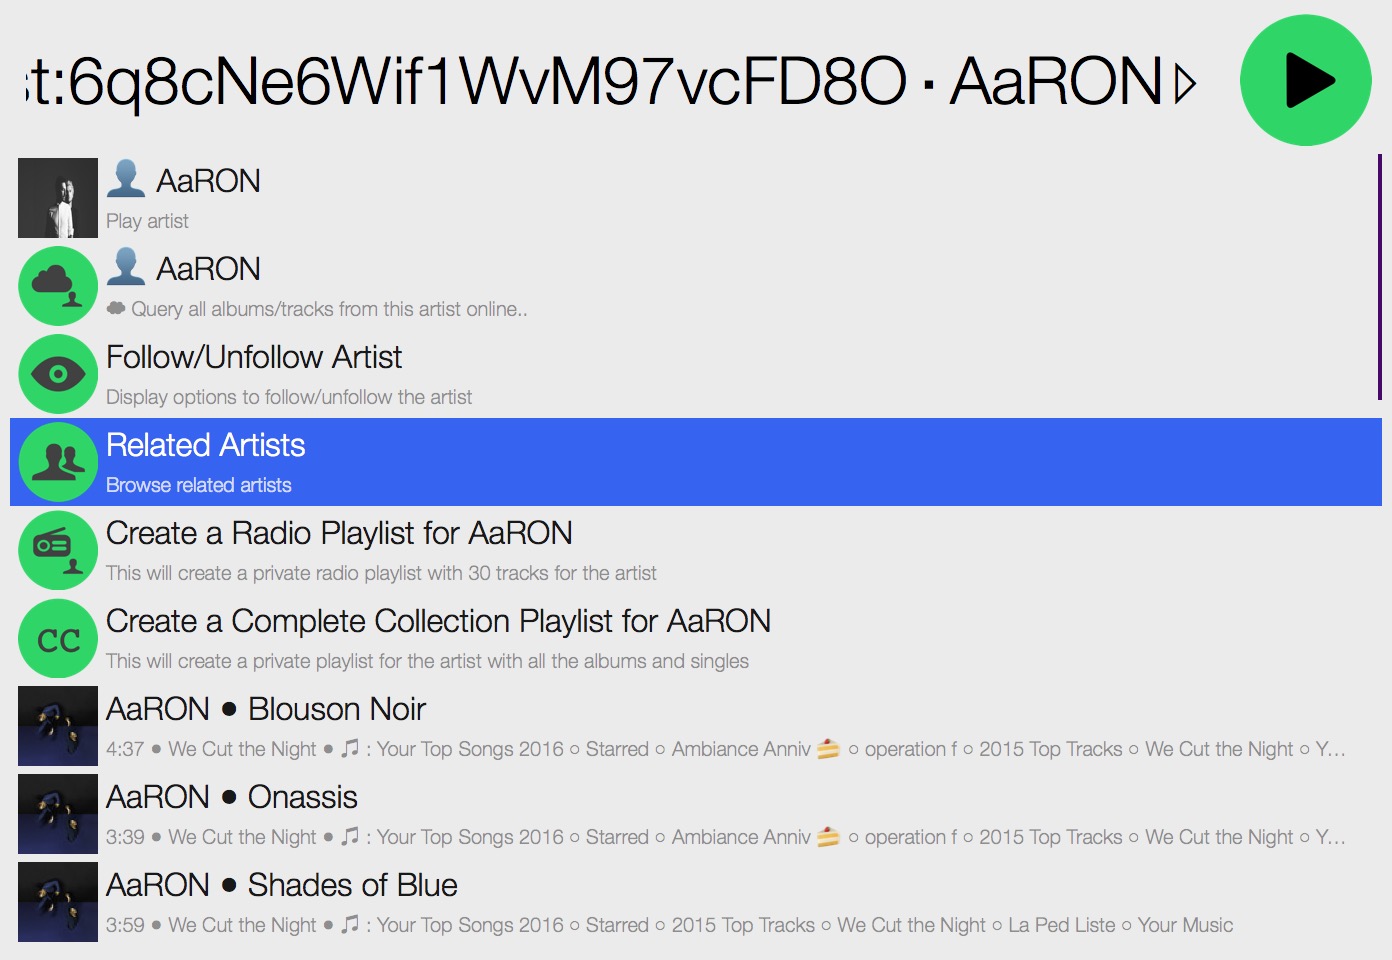 t:6q8cNe6Wif1WvM97vcFD8O · AaRON ▷
👤 AaRON
Play artist
👤 AaRON
☁ Query all albums/tracks from this artist online..
Follow/Unfollow Artist
Display options to follow/unfollow the artist
Related Artists
Browse related artists
Create a Radio Playlist for AaRON
This will create a private radio playlist with 30 tracks for the artist
CC
Create a Complete Collection Playlist for AaRON
This will create a private playlist for the artist with all the albums and singles
AaRON ● Blouson Noir
4:37 ● We Cut the Night ● 🎵 : Your Top Songs 2016 ○ Starred ○ Ambiance Anniv 🍰 ○ operation f ○ 2015 Top Tracks ○ We Cut the Night ○ Y…
AaRON ● Onassis
3:39 ● We Cut the Night ● 🎵 : Your Top Songs 2016 ○ Starred ○ Ambiance Anniv 🍰 ○ operation f ○ 2015 Top Tracks ○ We Cut the Night ○ Y…
AaRON ● Shades of Blue
3:59 ● We Cut the Night ● 🎵 : Your Top Songs 2016 ○ Starred ○ 2015 Top Tracks ○ We Cut the Night ○ La Ped Liste ○ Your Music